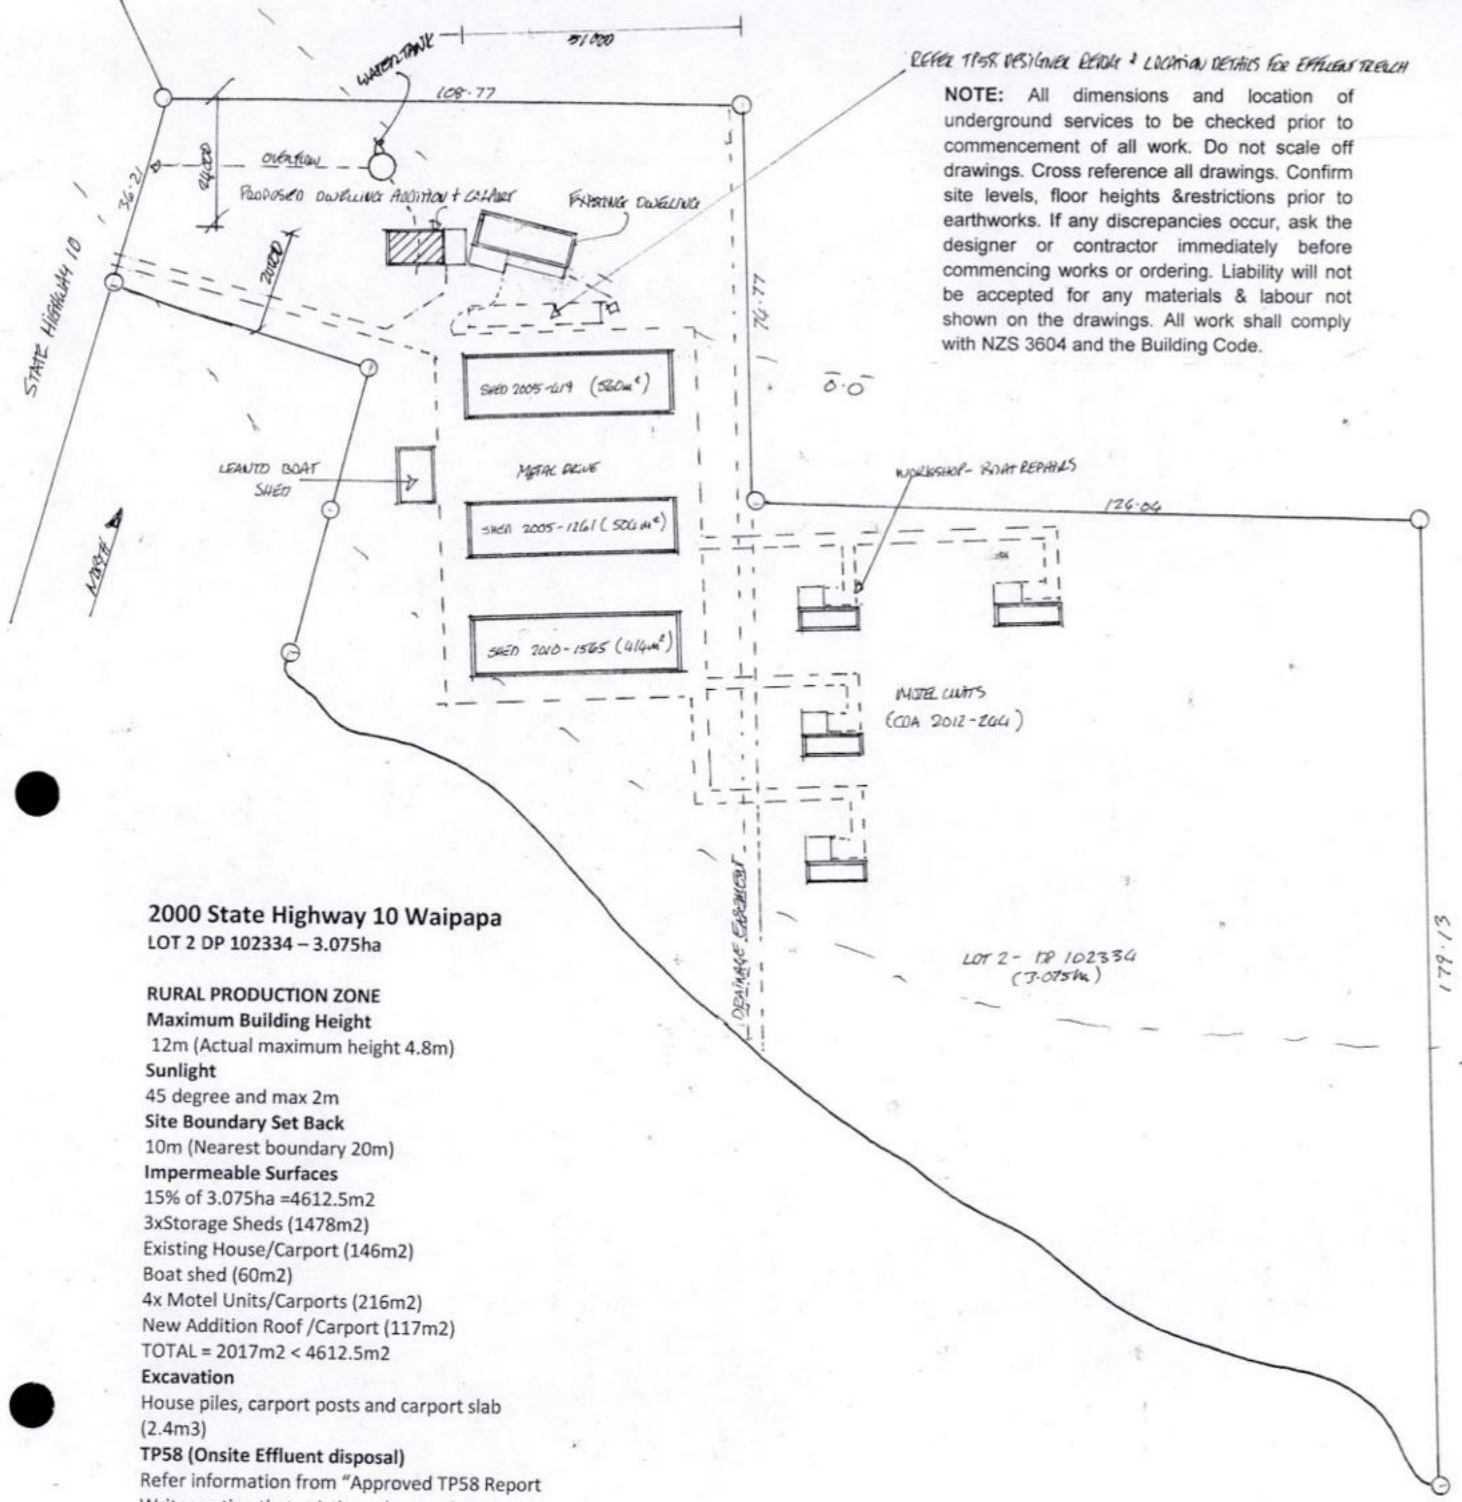 WATER TANK
51000
REFER TP58 DESIGNER REPORT & LOCATION DETAILS FOR EFFLUENT TRENCH
108.77
NOTE: All dimensions and location of
underground services to be checked prior to
commencement of all work. Do not scale off
drawings. Cross reference all drawings. Confirm
site levels, floor heights &restrictions prior to
earthworks. If any discrepancies occur, ask the
designer or contractor immediately before
commencing works or ordering. Liability will not
be accepted for any materials & labour not
shown on the drawings. All work shall comply
with NZS 3604 and the Building Code.
36.21
24000
OVERFLOW
PROPOSED DWELLING ADDITION + CARPORT
EXISTING DWELLING
STATE HIGHWAY 10
20000
74.77
SHED 2005-419 (560m²)
LEANTO BOAT
SHED
METAL DRIVE
WORKSHOP - BOAT REPAIRS
126.04
SHED 2005-1261 (504m²)
NORTH
SHED 2010-1565 (414m²)
MOTEL UNITS
(COA 2012-244)
DRAINAGE EASEMENT
LOT 2 - DP 102334
(3.075ha)
179.13
2000 State Highway 10 Waipapa
LOT 2 DP 102334 – 3.075ha
RURAL PRODUCTION ZONE
Maximum Building Height
12m (Actual maximum height 4.8m)
Sunlight
45 degree and max 2m
Site Boundary Set Back
10m (Nearest boundary 20m)
Impermeable Surfaces
15% of 3.075ha =4612.5m2
3xStorage Sheds (1478m2)
Existing House/Carport (146m2)
Boat shed (60m2)
4x Motel Units/Carports (216m2)
New Addition Roof /Carport (117m2)
TOTAL = 2017m2 < 4612.5m2
Excavation
House piles, carport posts and carport slab
(2.4m3)
TP58 (Onsite Effluent disposal)
Refer information from "Approved TP58 Report